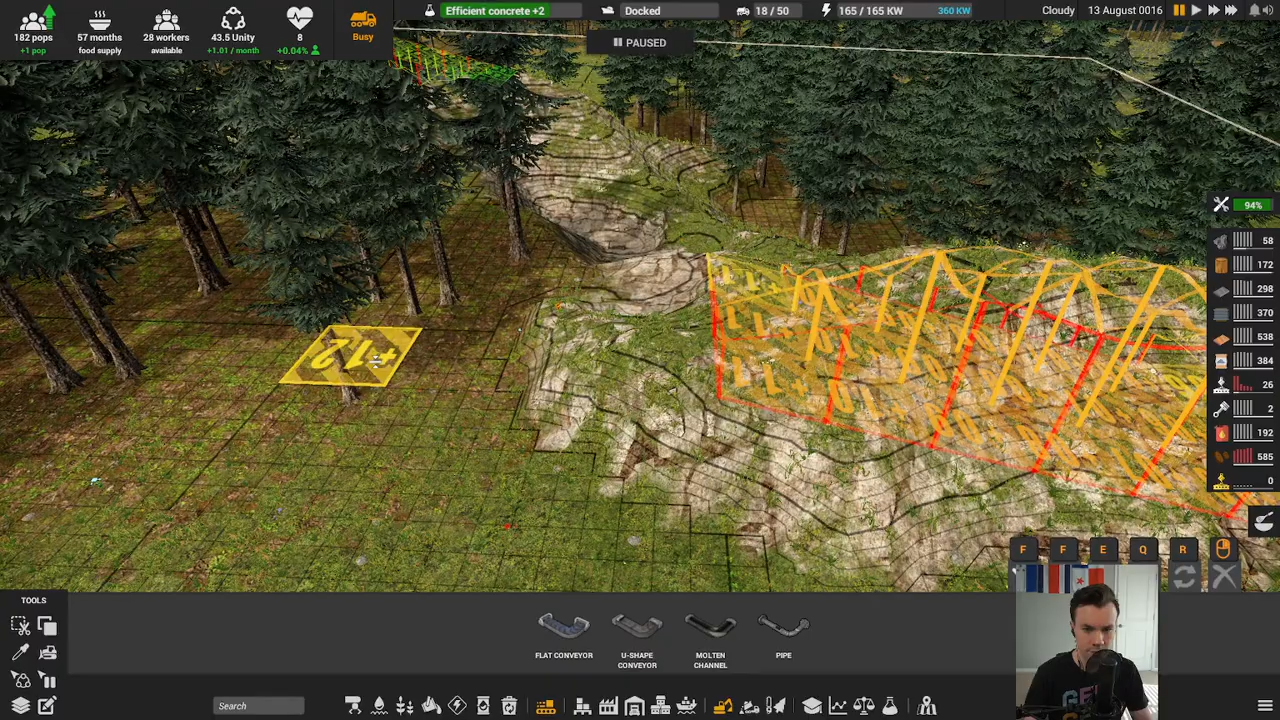 182 pops
+1 pop
57 months
food supply
28 workers
available
43.5 Unity
+1.01 / month
8
+0.04%
Busy
Efficient concrete +2
Docked
18 / 50
165 / 165 KW
360 KW
Cloudy
13 August 0016
PAUSED
94%
58
172
298
370
538
384
26
2
192
585
0
+12
F
F
E
Q
R
TOOLS
FLAT CONVEYOR
U-SHAPE
CONVEYOR
MOLTEN
CHANNEL
PIPE
Search